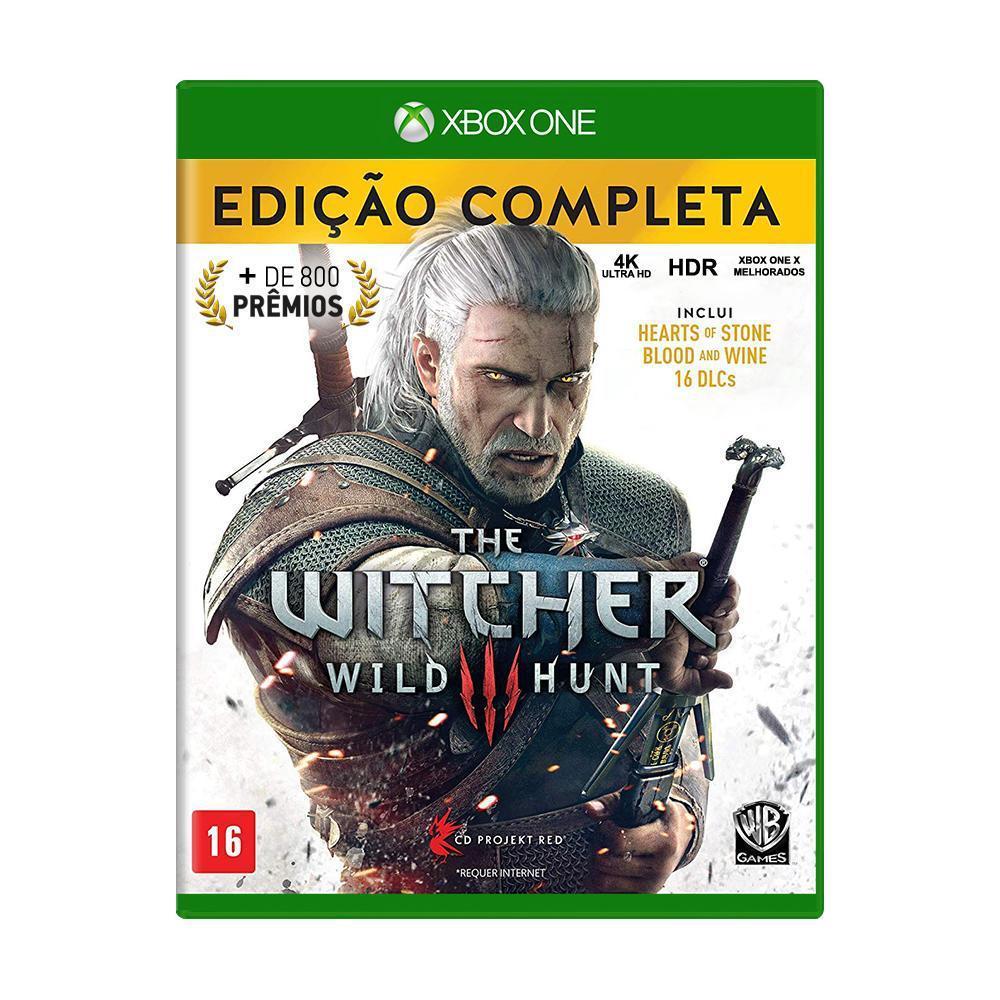 XBOX ONE
EDIÇÃO COMPLETA
+ DE 800
PRÊMIOS
4K
ULTRA HD
HDR
XBOX ONE X
MELHORADOS
INCLUI
HEARTS OF STONE
BLOOD AND WINE
16 DLCs
THE
WITCHER®
WILD HUNT
16
CD PROJEKT RED
WB
GAMES
*REQUER INTERNET